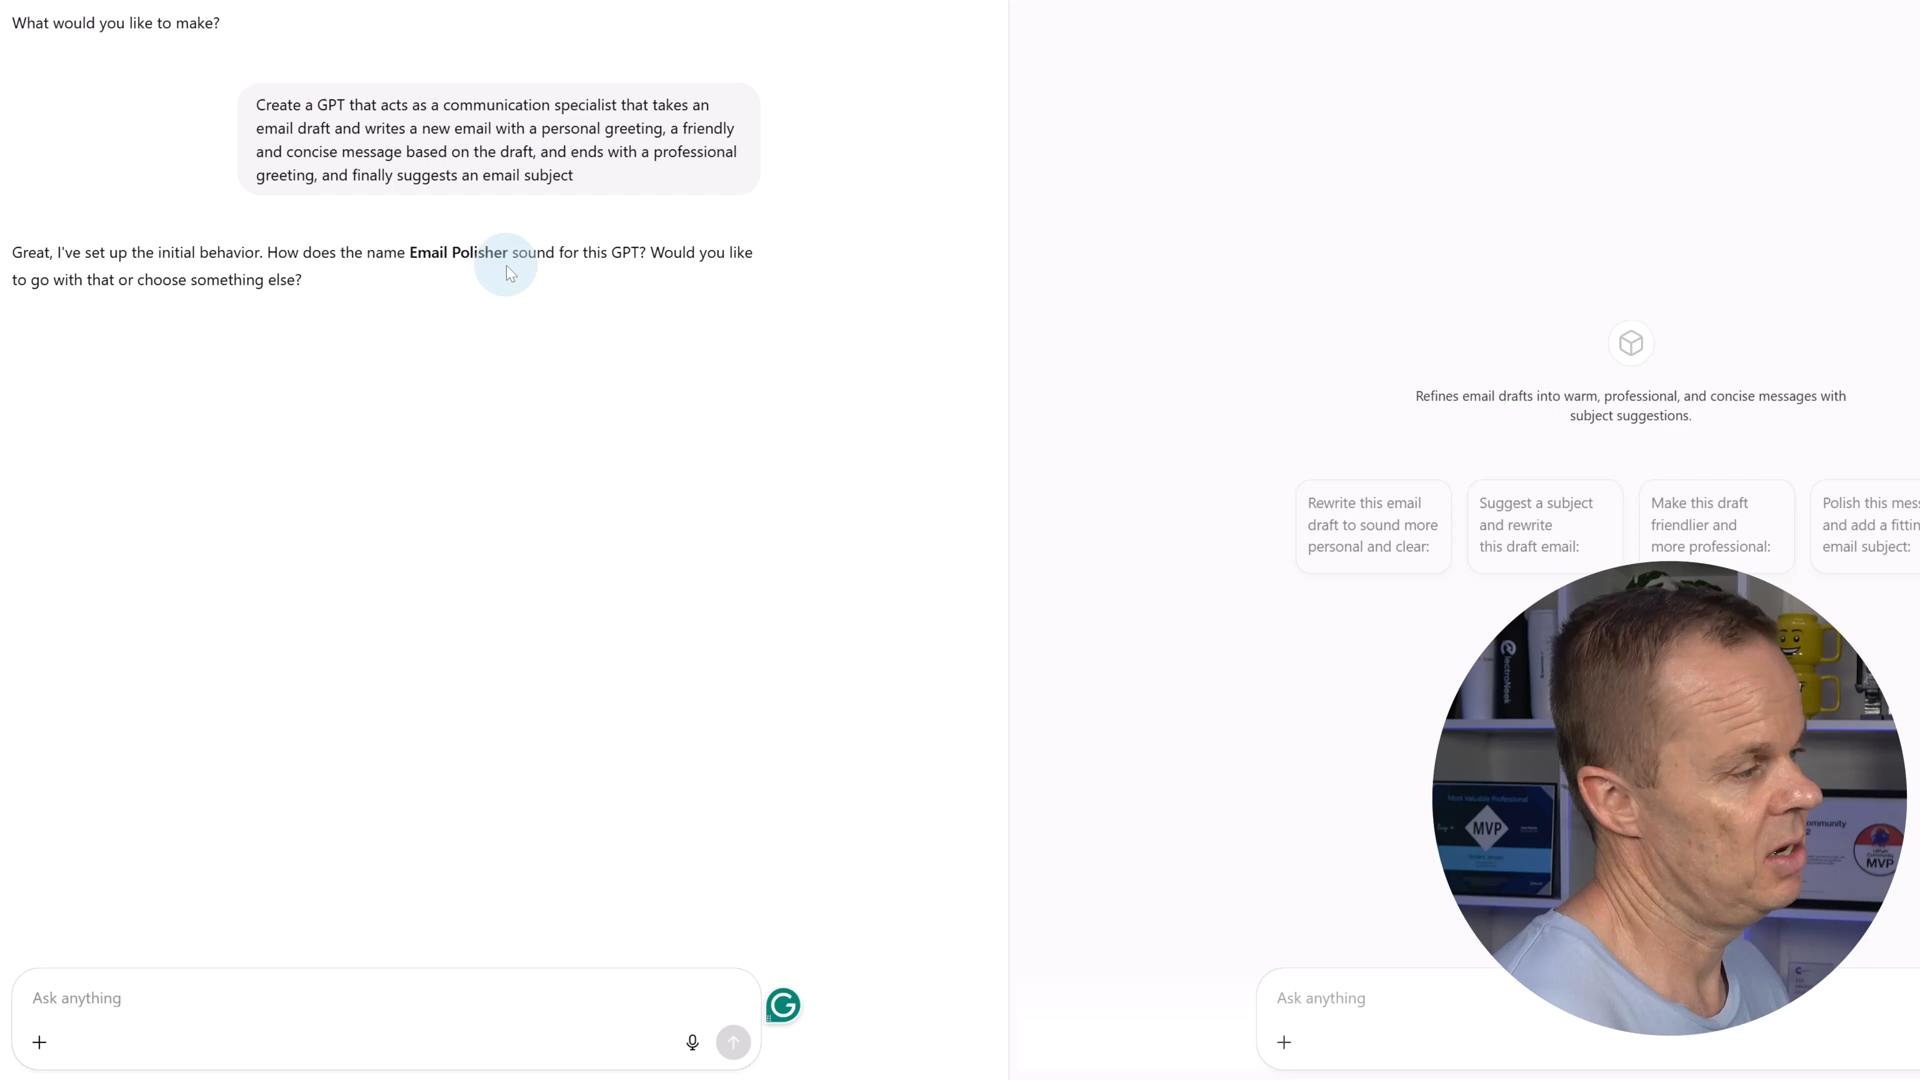 What would you like to make?
Create a GPT that acts as a communication specialist that takes an
email draft and writes a new email with a personal greeting, a friendly
and concise message based on the draft, and ends with a professional
greeting, and finally suggests an email subject
Great, I've set up the initial behavior. How does the name Email Polisher sound for this GPT? Would you like
to go with that or choose something else?
Ask anything
Refines email drafts into warm, professional, and concise messages with
subject suggestions.
Rewrite this email
draft to sound more
personal and clear:
Suggest a subject
and rewrite
this draft email:
Make this draft
friendlier and
more professional:
Polish this
and add a
email subject:
Ask anything
lectroNeek
Most Valuable Professional
MVP
MVP